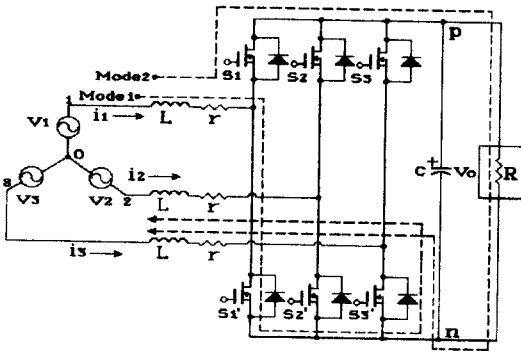 p
S1 S2 S3
Mode2
Mode1
1
i1 L r
V1
O
C + Vo R
3 V3 V2 2
i2 L r
i3 L r
S1' S2' S3'
n